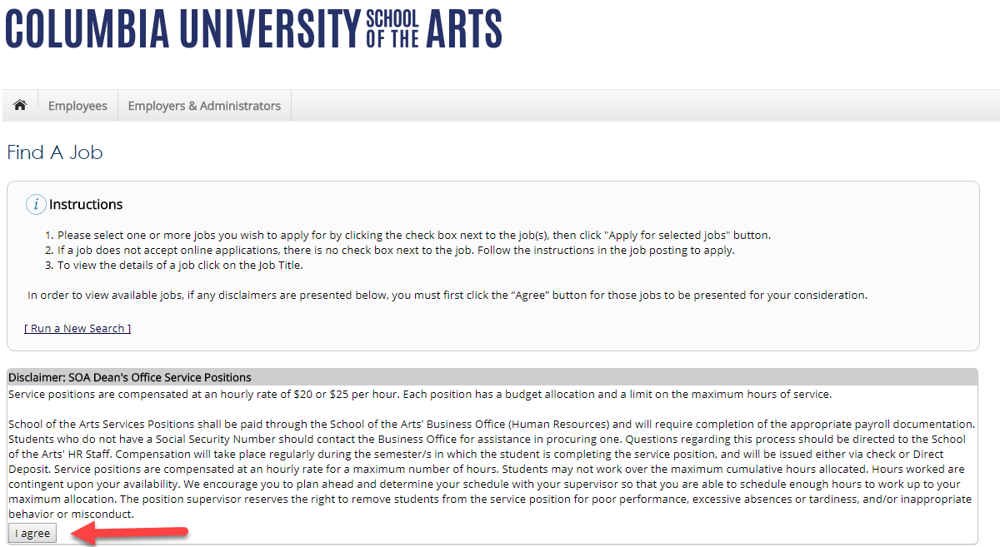 COLUMBIA UNIVERSITY SCHOOL OF THE ARTS
Employees Employers & Administrators
Find A Job
i Instructions
1. Please select one or more jobs you wish to apply for by clicking the check box next to the job(s), then click "Apply for selected jobs" button.
2. If a job does not accept online applications, there is no check box next to the job. Follow the instructions in the job posting to apply.
3. To view the details of a job click on the Job Title.
In order to view available jobs, if any disclaimers are presented below, you must first click the “Agree” button for those jobs to be presented for your consideration.
[ Run a New Search ]
Disclaimer: SOA Dean's Office Service Positions
Service positions are compensated at an hourly rate of $20 or $25 per hour. Each position has a budget allocation and a limit on the maximum hours of service.
School of the Arts Services Positions shall be paid through the School of the Arts’ Business Office (Human Resources) and will require completion of the appropriate payroll documentation.
Students who do not have a Social Security Number should contact the Business Office for assistance in procuring one. Questions regarding this process should be directed to the School
of the Arts' HR Staff. Compensation will take place regularly during the semester/s in which the student is completing the service position, and will be issued either via check or Direct
Deposit. Service positions are compensated at an hourly rate for a maximum number of hours. Students may not work over the maximum cumulative hours allocated. Hours worked are
contingent upon your availability. We encourage you to plan ahead and determine your schedule with your supervisor so that you are able to schedule enough hours to work up to your
maximum allocation. The position supervisor reserves the right to remove students from the service position for poor performance, excessive absences or tardiness, and/or inappropriate
behavior or misconduct.
I agree